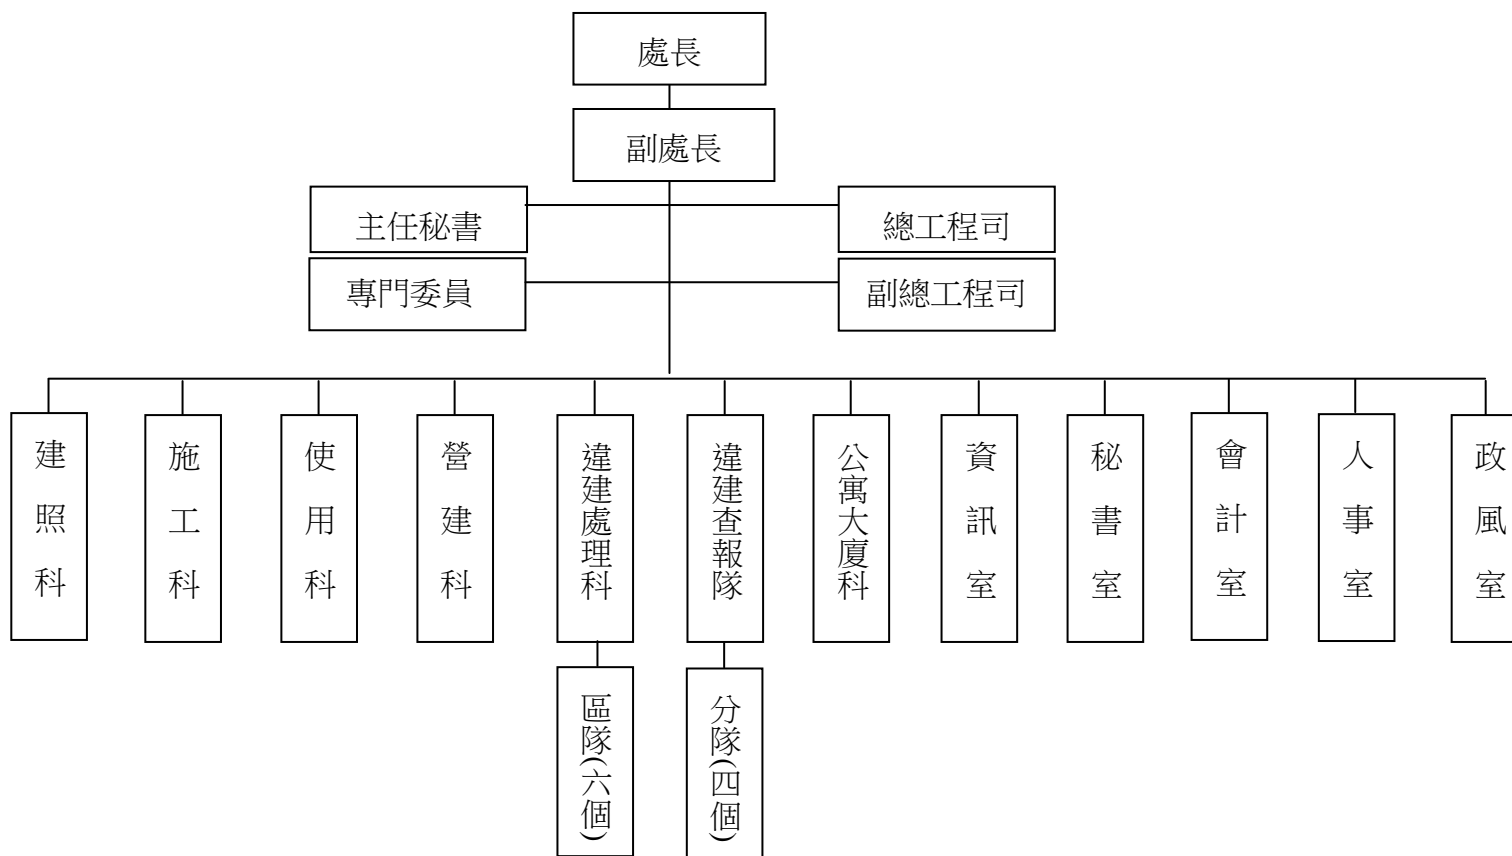 處長
副處長
主任秘書
總工程司
專門委員
副總工程司
建照科
施工科
使用科
營建科
違建處理科
違建查報隊
公寓大廈科
資訊室
秘書室
會計室
人事室
政風室
區隊(六個)
分隊(四個)